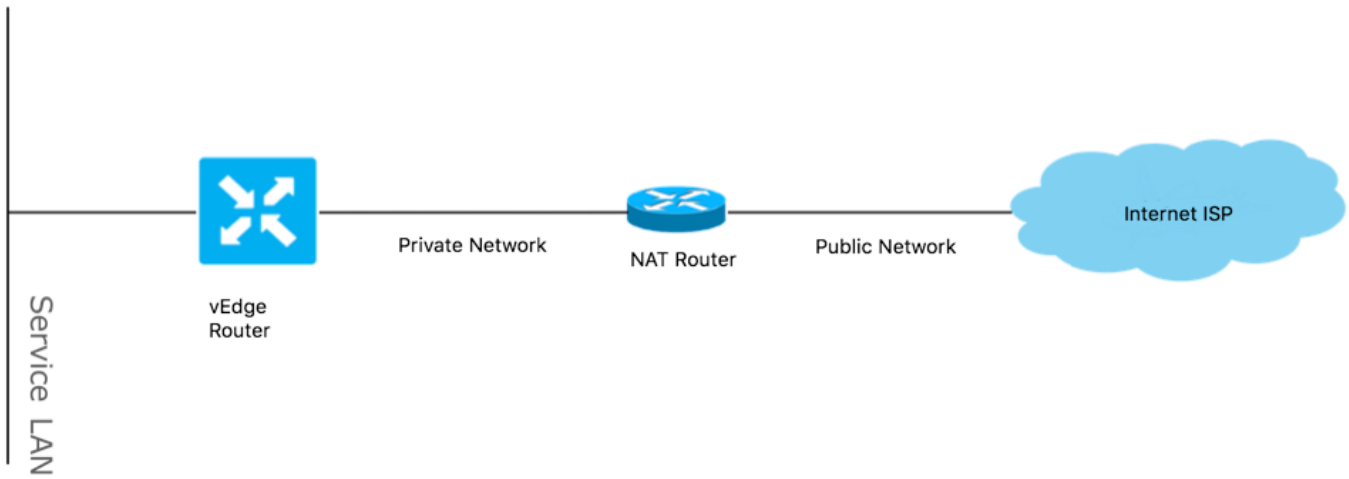 Service LAN
vEdge
Router
Private Network
NAT Router
Public Network
Internet ISP